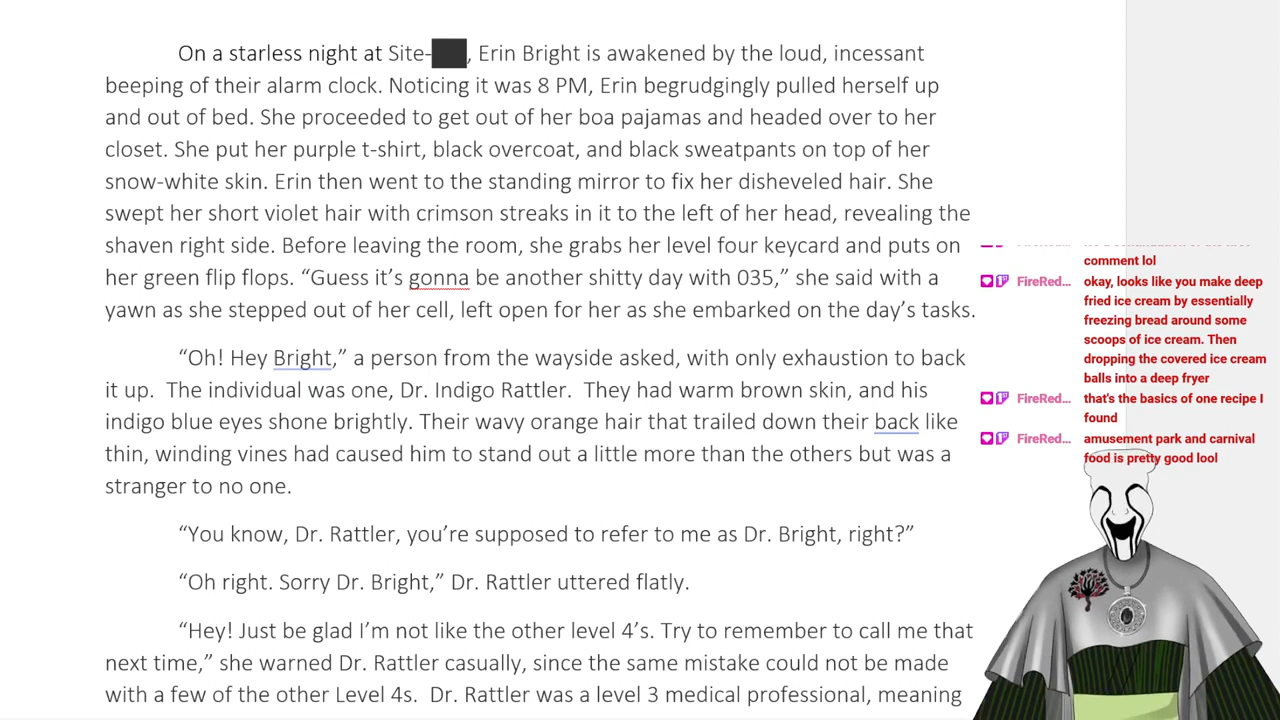 On a starless night at Site-, Erin Bright is awakened by the loud, incessant
beeping of their alarm clock. Noticing it was 8 PM, Erin begrudgingly pulled herself up
and out of bed. She proceeded to get out of her boa pajamas and headed over to her
closet. She put her purple t-shirt, black overcoat, and black sweatpants on top of her
snow-white skin. Erin then went to the standing mirror to fix her disheveled hair. She
swept her short violet hair with crimson streaks in it to the left of her head, revealing the
shaven right side. Before leaving the room, she grabs her level four keycard and puts on
her green flip flops. “Guess it’s gonna be another shitty day with 035,” she said with a
yawn as she stepped out of her cell, left open for her as she embarked on the day’s tasks.
“Oh! Hey Bright,” a person from the wayside asked, with only exhaustion to back
it up.  The individual was one, Dr. Indigo Rattler.  They had warm brown skin, and his
indigo blue eyes shone brightly. Their wavy orange hair that trailed down their back like
thin, winding vines had caused him to stand out a little more than the others but was a
stranger to no one.
“You know, Dr. Rattler, you’re supposed to refer to me as Dr. Bright, right?”
“Oh right. Sorry Dr. Bright,” Dr. Rattler uttered flatly.
“Hey! Just be glad I’m not like the other level 4’s. Try to remember to call me that
next time,” she warned Dr. Rattler casually, since the same mistake could not be made
with a few of the other Level 4s.  Dr. Rattler was a level 3 medical professional, meaning
comment lol
FireRed... okay, looks like you make deep
fried ice cream by essentially
freezing bread around some
scoops of ice cream. Then
dropping the covered ice cream
balls into a deep fryer
FireRed... that's the basics of one recipe I
found
FireRed... amusement park and carnival
food is pretty good lool